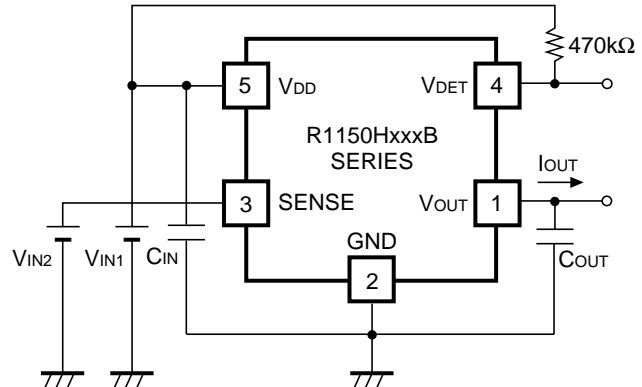 470kΩ
5 VDD VDET 4
R1150HxxxB
SERIES
IOUT
3 SENSE VOUT 1
GND
VIN2 VIN1 CIN 2 COUT